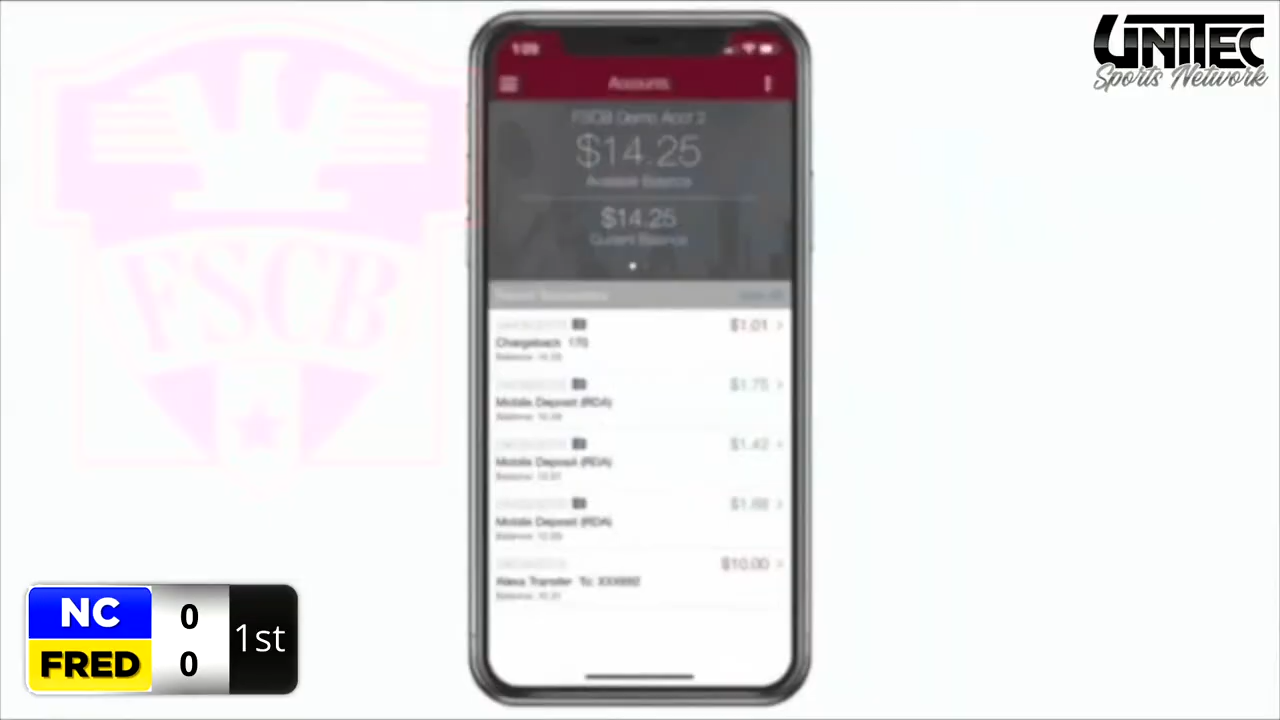 UNITEC
Sports Network
1:09
Accounts
FSCB Demo Acct 2
$14.25
Available Balance
$14.25
Current Balance
FSCB
$1.01
Chargeback 170
$1.75
Mobile Deposit (RDA)
$1.42
Mobile Deposit (RDA)
Mobile Deposit (RDA)
$10.00
Alexa Transfer To: 
NC 0
FRED 0
1st